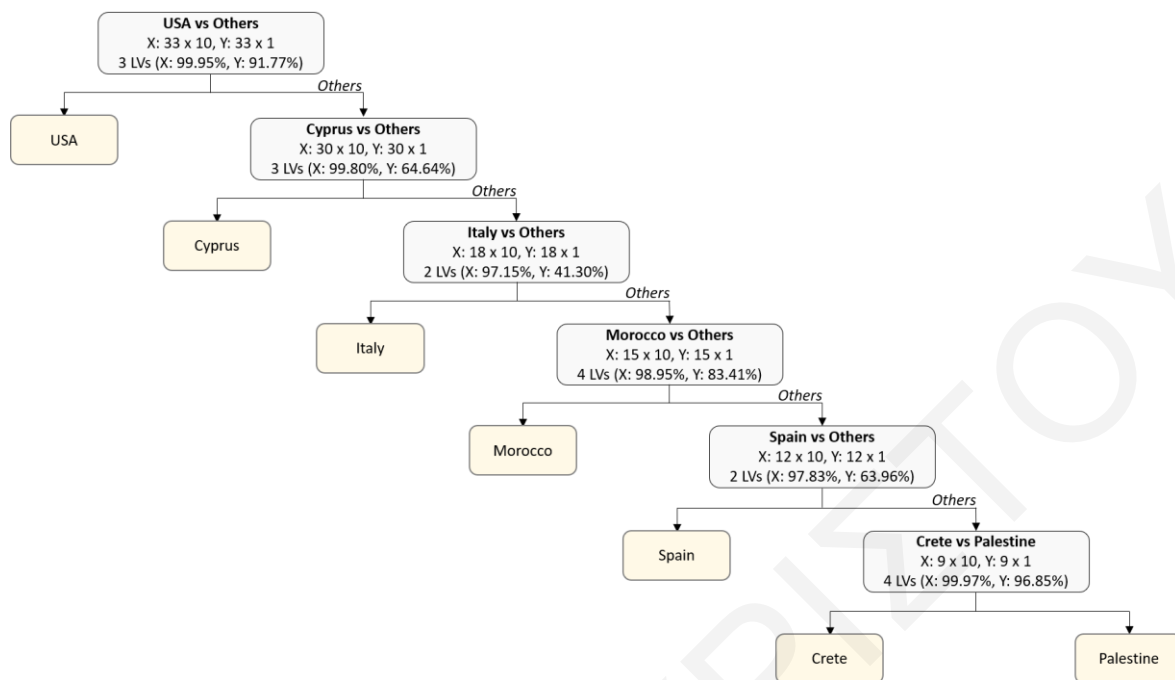 USA vs Others
X: 33 x 10, Y: 33 x 1
3 LVs (X: 99.95%, Y: 91.77%)
Others
USA
Cyprus vs Others
X: 30 x 10, Y: 30 x 1
3 LVs (X: 99.80%, Y: 64.64%)
Others
Cyprus
Italy vs Others
X: 18 x 10, Y: 18 x 1
2 LVs (X: 97.15%, Y: 41.30%)
Others
Italy
Morocco vs Others
X: 15 x 10, Y: 15 x 1
4 LVs (X: 98.95%, Y: 83.41%)
Others
Morocco
Spain vs Others
X: 12 x 10, Y: 12 x 1
2 LVs (X: 97.83%, Y: 63.96%)
Others
Spain
Crete vs Palestine
X: 9 x 10, Y: 9 x 1
4 LVs (X: 99.97%, Y: 96.85%)
Crete
Palestine
ΡΙΣΤΟΥ